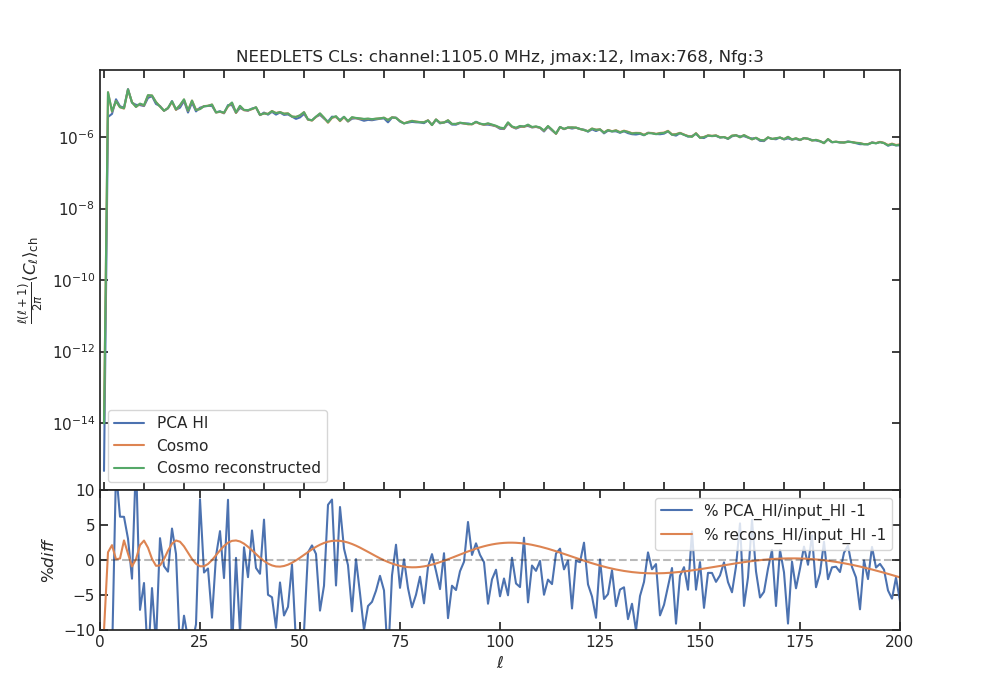 NEEDLETS CLs: channel:1105.0 MHz, jmax:12, lmax:768, Nfg:3
10⁻⁶
10⁻⁸
10⁻¹⁰
10⁻¹²
10⁻¹⁴
ℓ(ℓ+1)/2π ⟨Cℓ⟩ch
PCA HI
Cosmo
Cosmo reconstructed
10
5
0
−5
−10
%diff
% PCA_HI/input_HI -1
% recons_HI/input_HI -1
0 25 50 75 100 125 150 175 200
ℓ